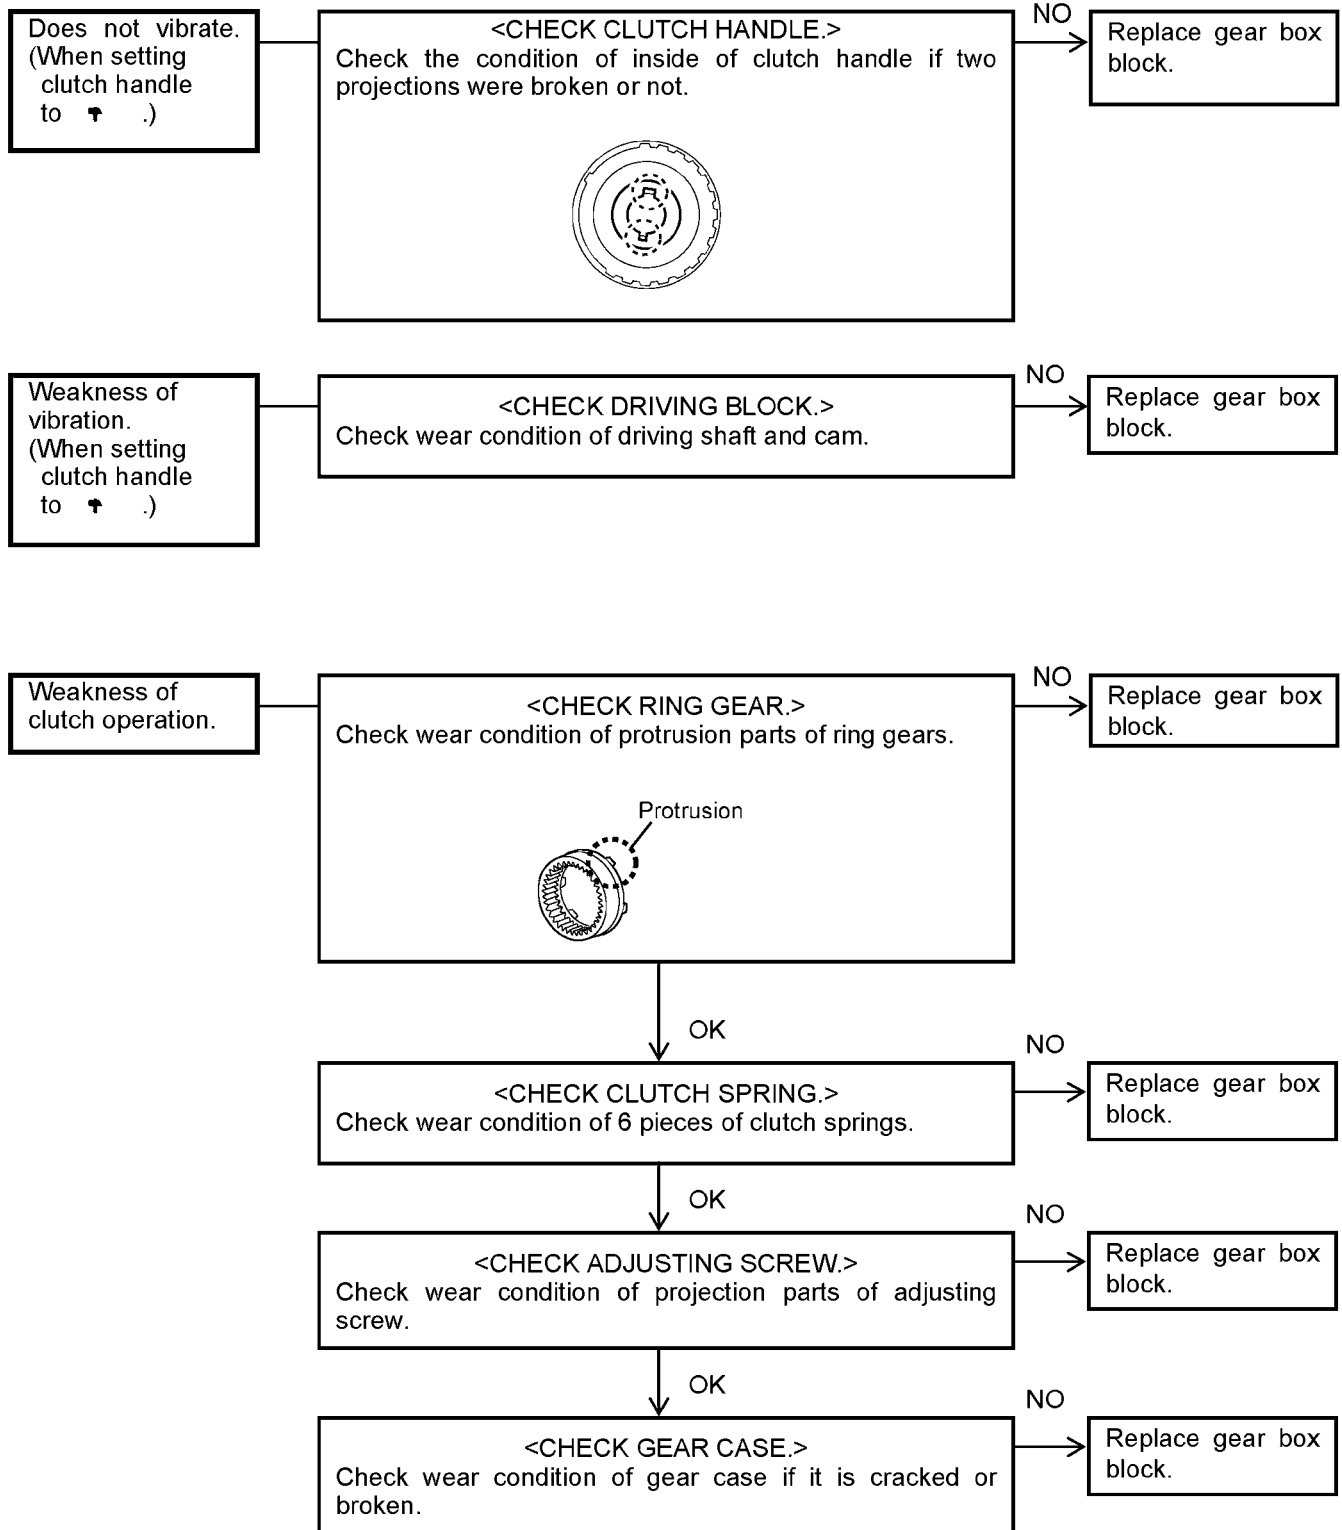 Does not vibrate.
(When setting
clutch handle
to .)
<CHECK CLUTCH HANDLE.>
Check the condition of inside of clutch handle if two
projections were broken or not.
NO
Replace gear box
block.
Weakness of
vibration.
(When setting
clutch handle
to .)
<CHECK DRIVING BLOCK.>
Check wear condition of driving shaft and cam.
NO
Replace gear box
block.
Weakness of
clutch operation.
<CHECK RING GEAR.>
Check wear condition of protrusion parts of ring gears.
Protrusion
NO
Replace gear box
block.
OK
<CHECK CLUTCH SPRING.>
Check wear condition of 6 pieces of clutch springs.
NO
Replace gear box
block.
OK
<CHECK ADJUSTING SCREW.>
Check wear condition of projection parts of adjusting
screw.
NO
Replace gear box
block.
OK
<CHECK GEAR CASE.>
Check wear condition of gear case if it is cracked or
broken.
NO
Replace gear box
block.